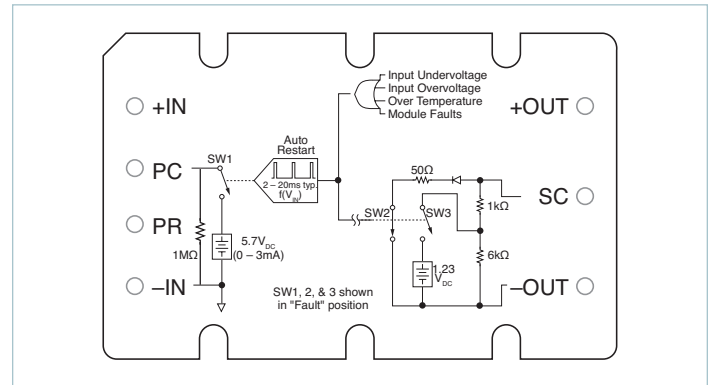 Input Undervoltage
Input Overvoltage
Over Temperature
Module Faults
+IN
+OUT
Auto
Restart
2 – 20ms typ.
f(V_IN)
PC
SW1
50Ω
1kΩ
SC
SW2
SW3
PR
1MΩ
5.7V_DC
(0 – 3mA)
6kΩ
1.23
V_DC
–IN
SW1, 2, & 3 shown
in "Fault" position
–OUT